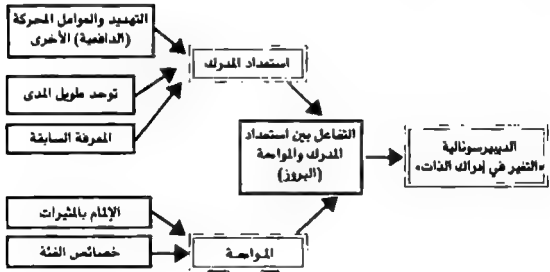 التهديد والعوامل المحركة
(الدافعية) الأخرى
توحد طويل المدى
المعرفة السابقة
استعداد المدرك
التفاعل بين استعداد
المدرك والمواءمة
(البروز)
الديبرسونالية
«التغير في إدراك الذات»
الإلمام بالمثيرات
خصائص الفئة
المواءمة